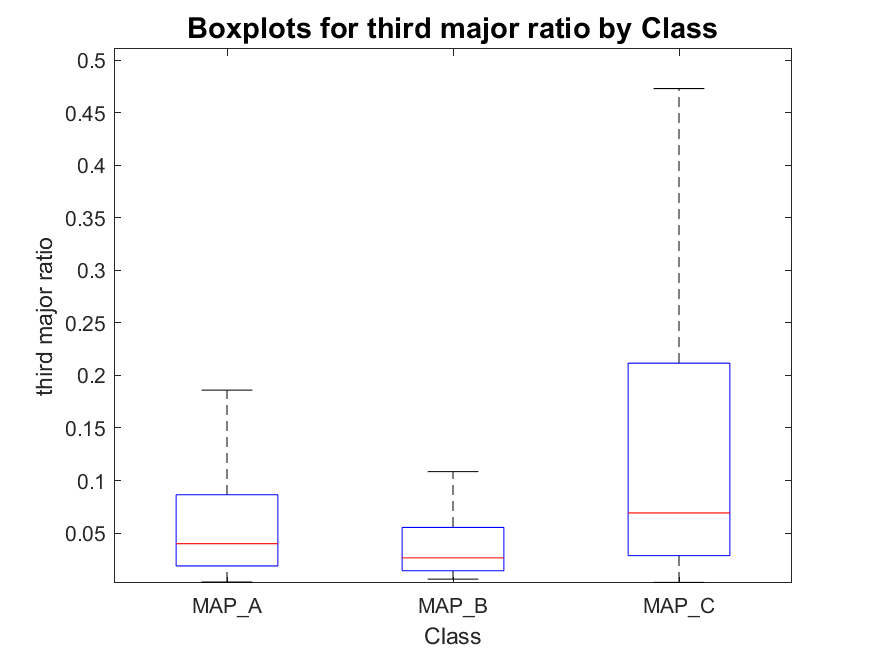 Boxplots for third major ratio by Class
0.5
0.45
0.4
0.35
0.3
0.25
0.2
0.15
0.1
0.05
third major ratio
MAP_A MAP_B MAP_C
Class